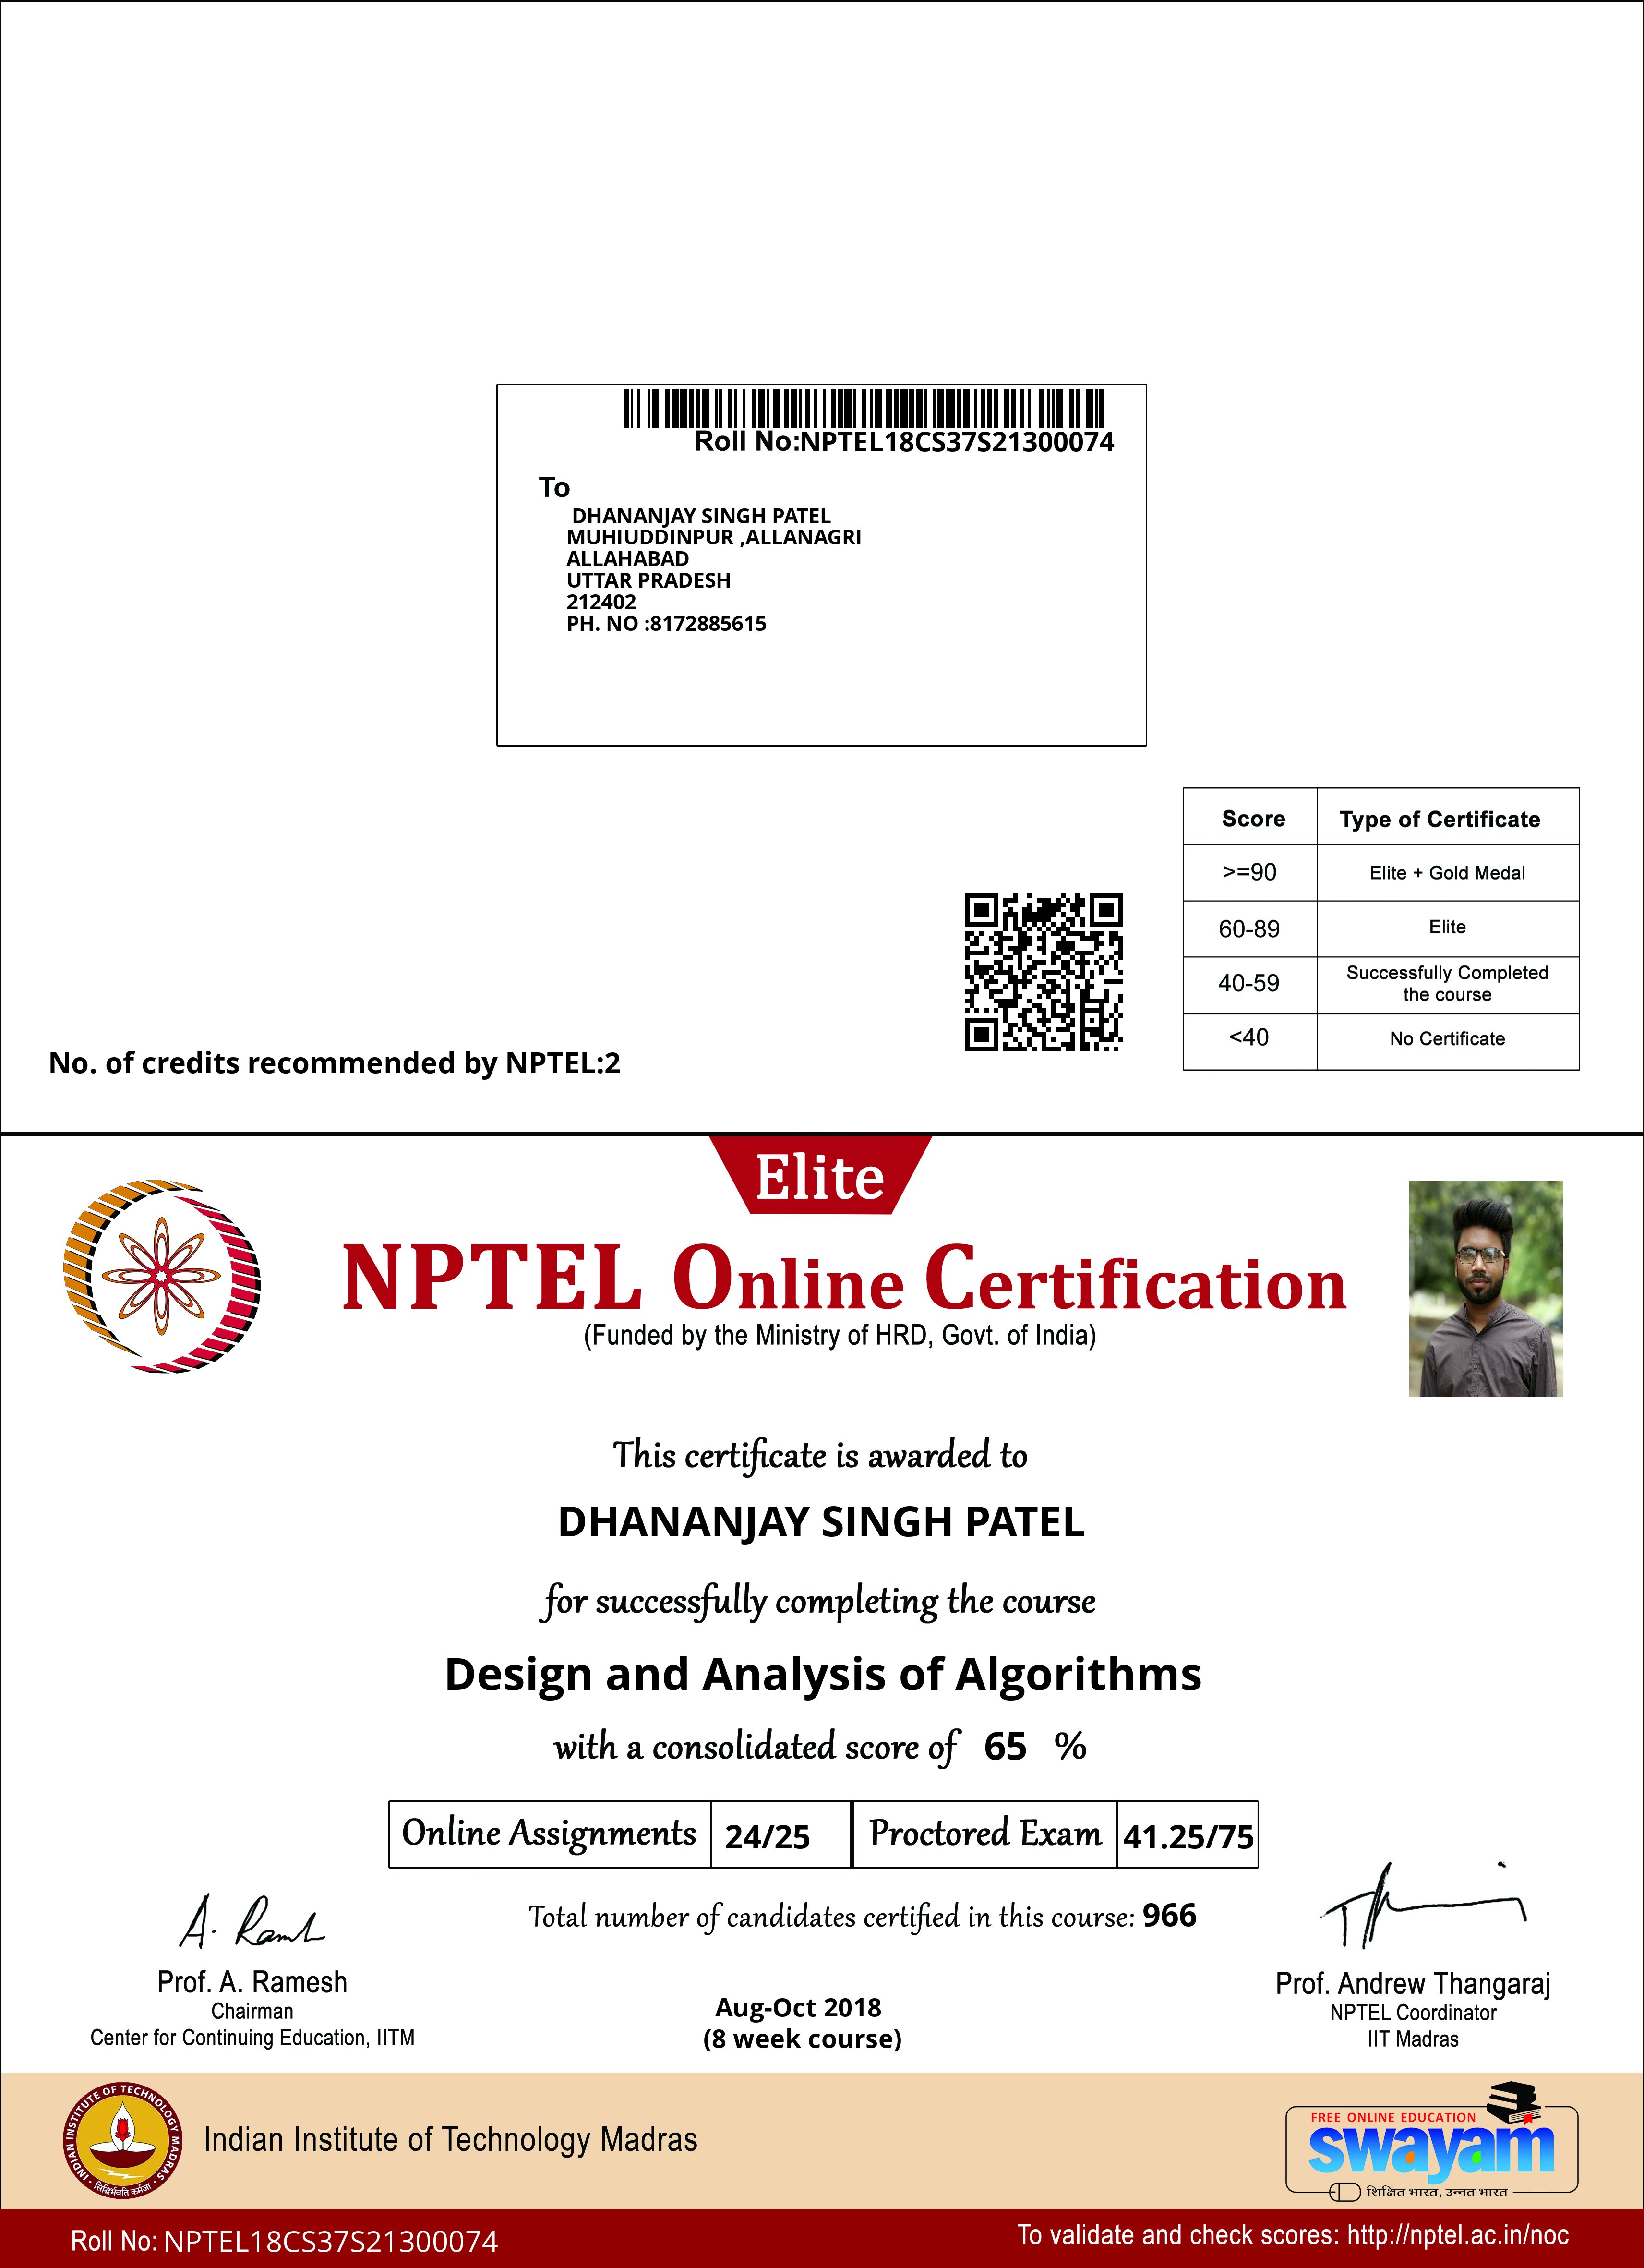 Roll No:NPTEL18CS37S21300074
To
DHANANJAY SINGH PATEL
MUHIUDDINPUR ,ALLANAGRI
ALLAHABAD
UTTAR PRADESH
212402
PH. NO :8172885615
Score Type of Certificate
>=90 Elite + Gold Medal
60-89 Elite
40-59 Successfully Completed
the course
<40 No Certificate
No. of credits recommended by NPTEL:2
Elite
NPTEL Online Certification
(Funded by the Ministry of HRD, Govt. of India)
This certificate is awarded to
DHANANJAY SINGH PATEL
for successfully completing the course
Design and Analysis of Algorithms
with a consolidated score of 65 %
Online Assignments 24/25 Proctored Exam 41.25/75
Total number of candidates certified in this course: 966
A. Ramesh
Prof. A. Ramesh
Chairman
Center for Continuing Education, IITM
Aug-Oct 2018
(8 week course)
Prof. Andrew Thangaraj
NPTEL Coordinator
IIT Madras
INDIAN INSTITUTE OF TECHNOLOGY MADRAS
सिद्धिर्भवति कर्मजा
Indian Institute of Technology Madras
FREE ONLINE EDUCATION
swayam
शिक्षित भारत, उन्नत भारत
Roll No: NPTEL18CS37S21300074
To validate and check scores: http://nptel.ac.in/noc